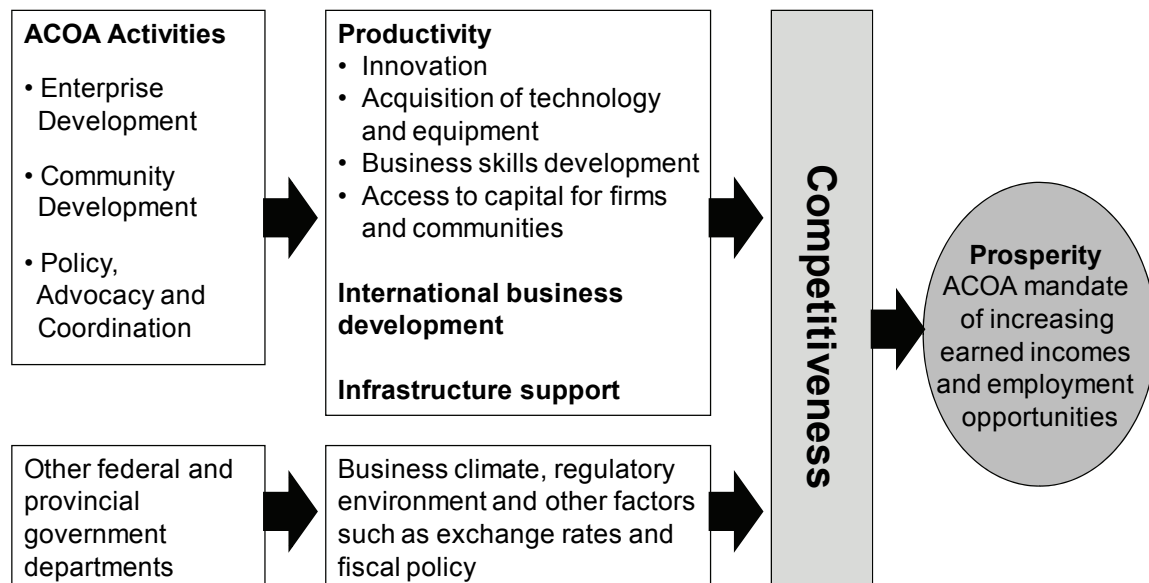 ACOA Activities
• Enterprise
Development
• Community
Development
• Policy,
Advocacy and
Coordination
Productivity
• Innovation
• Acquisition of technology
and equipment
• Business skills development
• Access to capital for firms
and communities
International business
development
Infrastructure support
Other federal and
provincial
government
departments
Business climate, regulatory
environment and other factors
such as exchange rates and
fiscal policy
Competitiveness
Prosperity
ACOA mandate
of increasing
earned incomes
and employment
opportunities